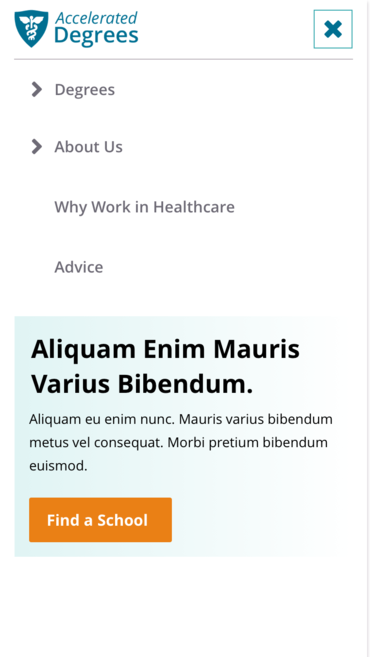 Accelerated
Degrees
Degrees
About Us
Why Work in Healthcare
Advice
Aliquam Enim Mauris
Varius Bibendum.
Aliquam eu enim nunc. Mauris varius bibendum
metus vel consequat. Morbi pretium bibendum
euismod.
Find a School